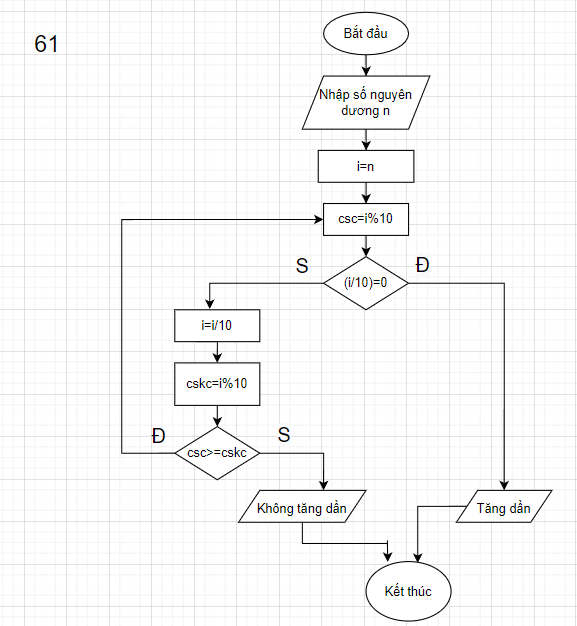 61
Bắt đầu
Nhập số nguyên
dương n
i=n
csc=i%10
S
Đ
(i/10)=0
i=i/10
cskc=i%10
Đ
S
csc>=cskc
Không tăng dần
Tăng dần
Kết thúc